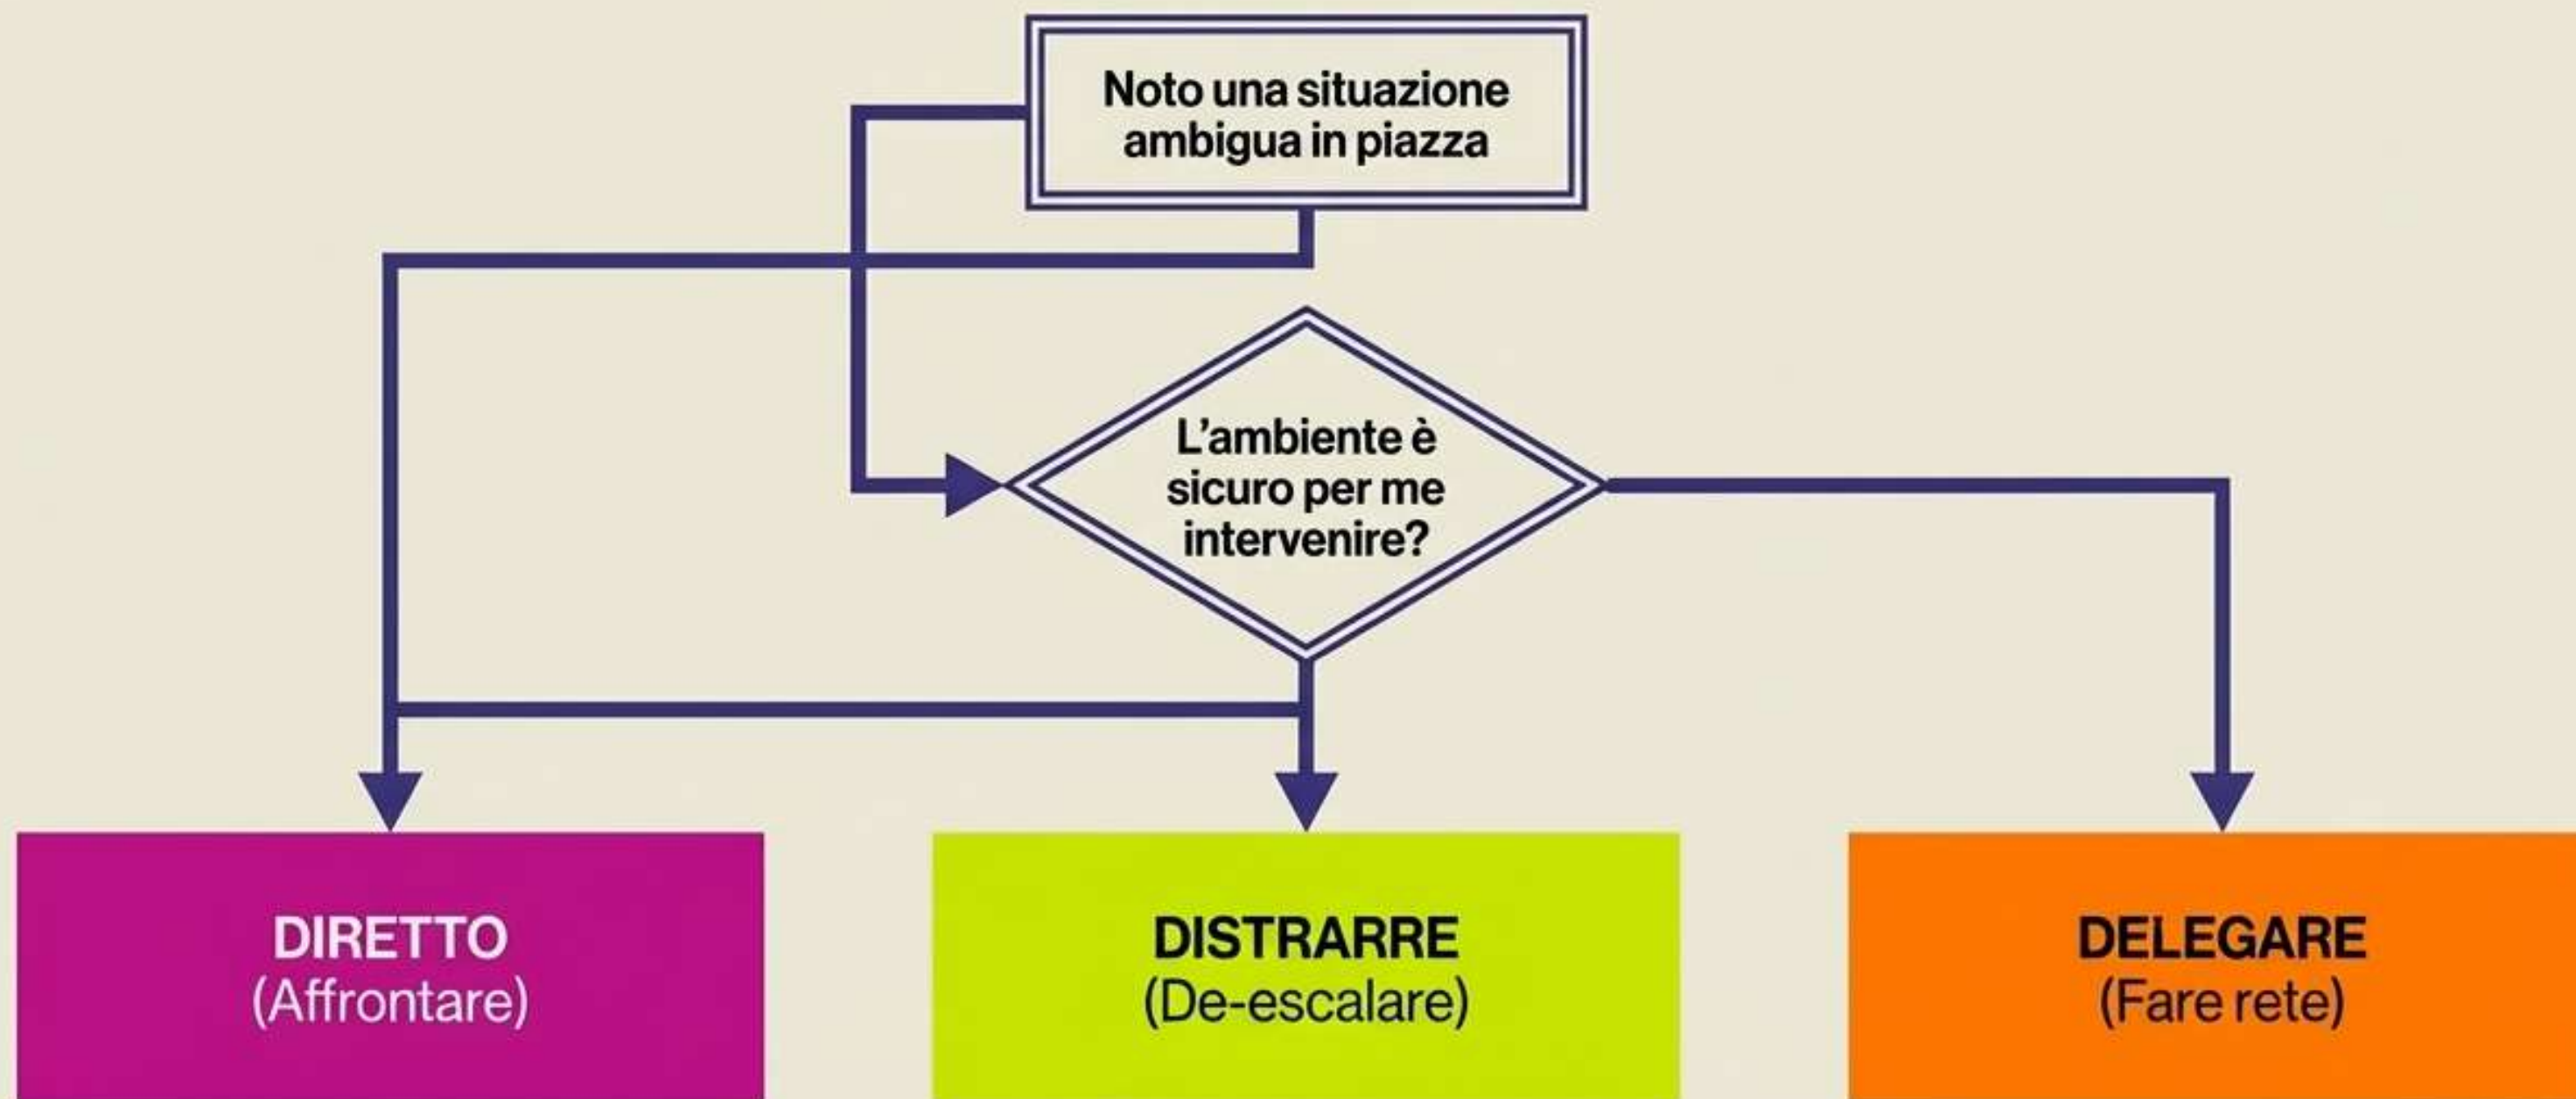 Noto una situazione
ambigua in piazza
L'ambiente è
sicuro per me
intervenire?
DIRETTO
(Affrontare)
DISTRARRE
(De-escalare)
DELEGARE
(Fare rete)